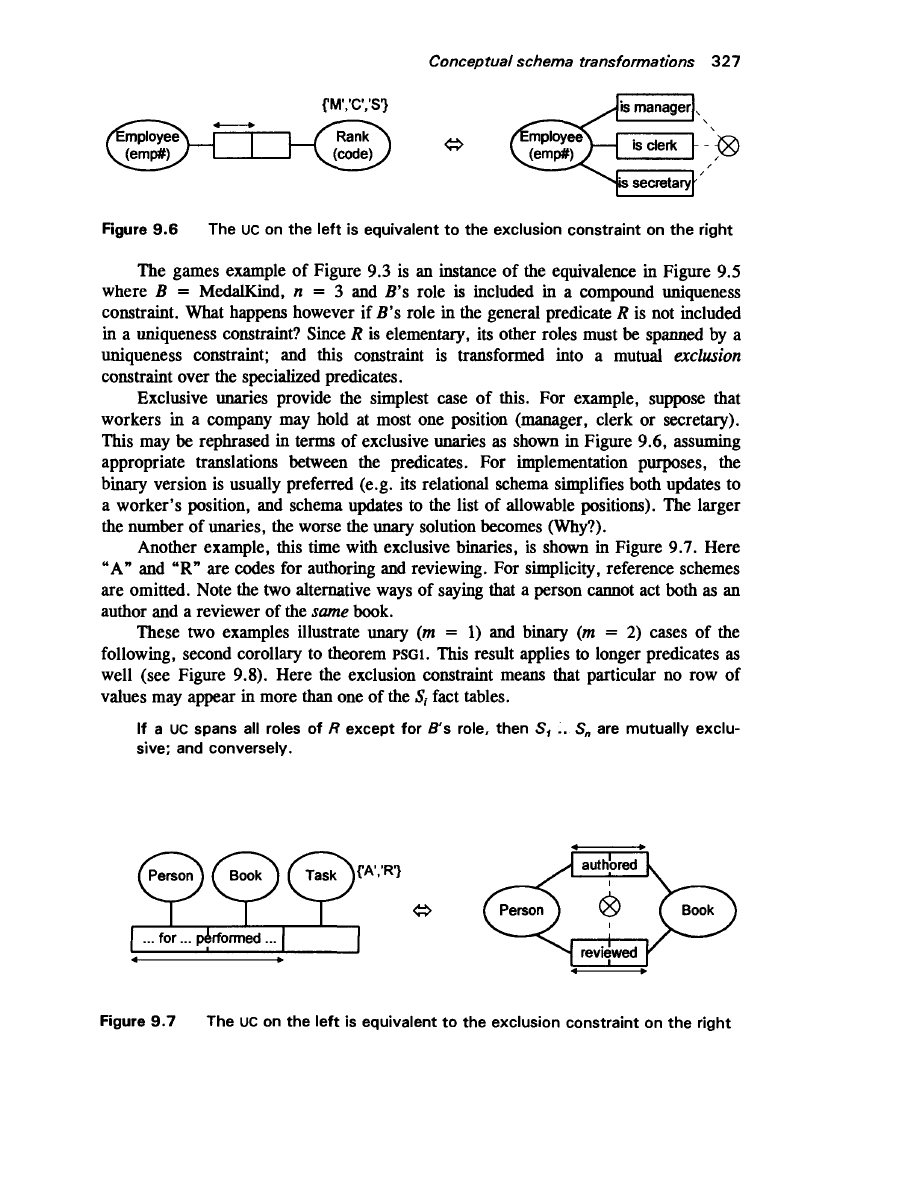 Conceptual schema transformations 327
{'M','C','S'}
Employee
(emp#)
Rank
(code)
⇔
Employee
(emp#)
is manager
is clerk
is secretary
Figure 9.6 The UC on the left is equivalent to the exclusion constraint on the right
The games example of Figure 9.3 is an instance of the equivalence in Figure 9.5
where B = MedalKind, n = 3 and B's role is included in a compound uniqueness
constraint. What happens however if B's role in the general predicate R is not included
in a uniqueness constraint? Since R is elementary, its other roles must be spanned by a
uniqueness constraint; and this constraint is transformed into a mutual exclusion
constraint over the specialized predicates.
Exclusive unaries provide the simplest case of this. For example, suppose that
workers in a company may hold at most one position (manager, clerk or secretary).
This may be rephrased in terms of exclusive unaries as shown in Figure 9.6, assuming
appropriate translations between the predicates. For implementation purposes, the
binary version is usually preferred (e.g. its relational schema simplifies both updates to
a worker's position, and schema updates to the list of allowable positions). The larger
the number of unaries, the worse the unary solution becomes (Why?).
Another example, this time with exclusive binaries, is shown in Figure 9.7. Here
"A" and "R" are codes for authoring and reviewing. For simplicity, reference schemes
are omitted. Note the two alternative ways of saying that a person cannot act both as an
author and a reviewer of the same book.
These two examples illustrate unary (m = 1) and binary (m = 2) cases of the
following, second corollary to theorem PSG1. This result applies to longer predicates as
well (see Figure 9.8). Here the exclusion constraint means that particular no row of
values may appear in more than one of the Si fact tables.
If a UC spans all roles of R except for B's role, then S1 ... Sn are mutually exclu-
sive; and conversely.
Person
Book
Task
{'A','R'}
... for ... performed ...
⇔
Person
authored
reviewed
Book
Figure 9.7 The UC on the left is equivalent to the exclusion constraint on the right